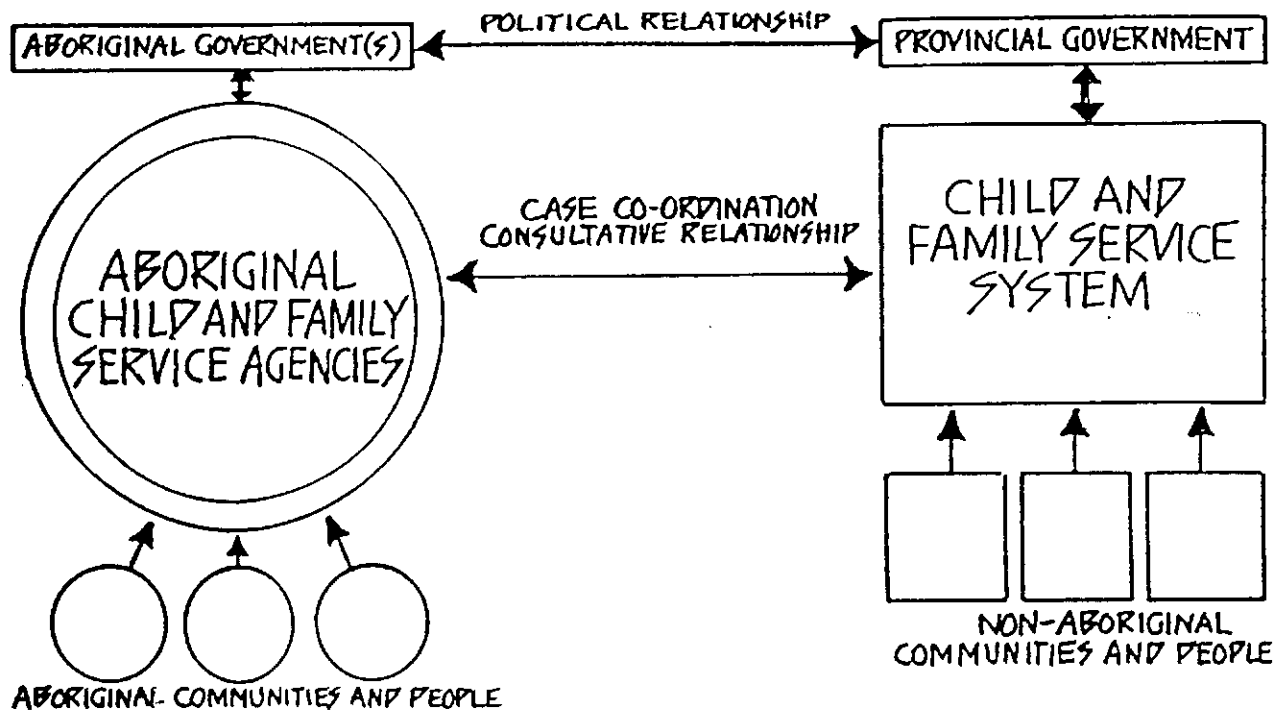 POLITICAL RELATIONSHIP
ABORIGINAL GOVERNMENT(S)
PROVINCIAL GOVERNMENT
CASE CO-ORDINATION
CONSULTATIVE RELATIONSHIP
ABORIGINAL
CHILD AND FAMILY
SERVICE AGENCIES
CHILD AND
FAMILY SERVICE
SYSTEM
ABORIGINAL COMMUNITIES AND PEOPLE
NON-ABORIGINAL
COMMUNITIES AND PEOPLE